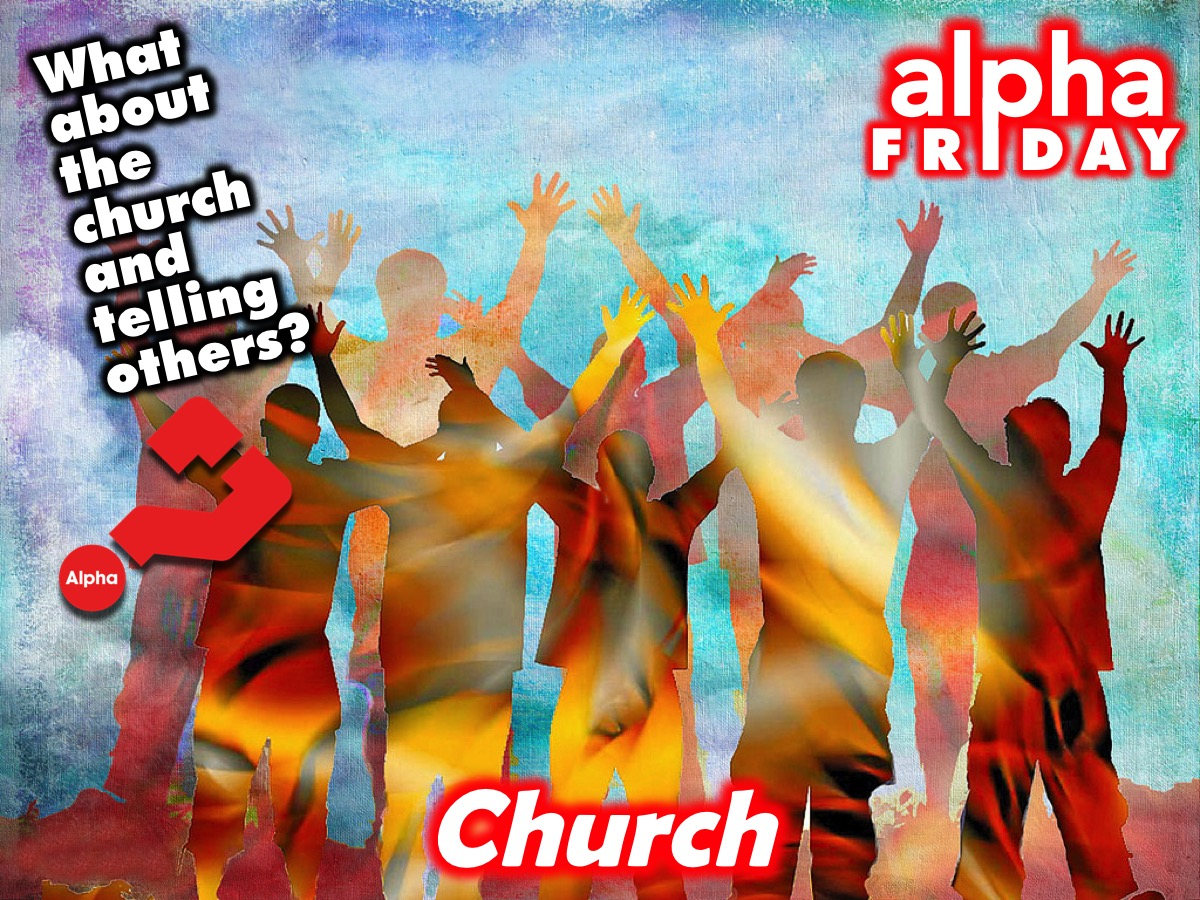 What
about
the
church
and
telling
others?
alpha
FRIDAY
Alpha
Church